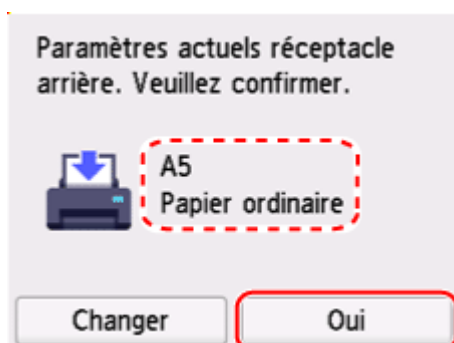 Paramètres actuels réceptacle
arrière. Veuillez confirmer.
A5
Papier ordinaire
Changer
Oui